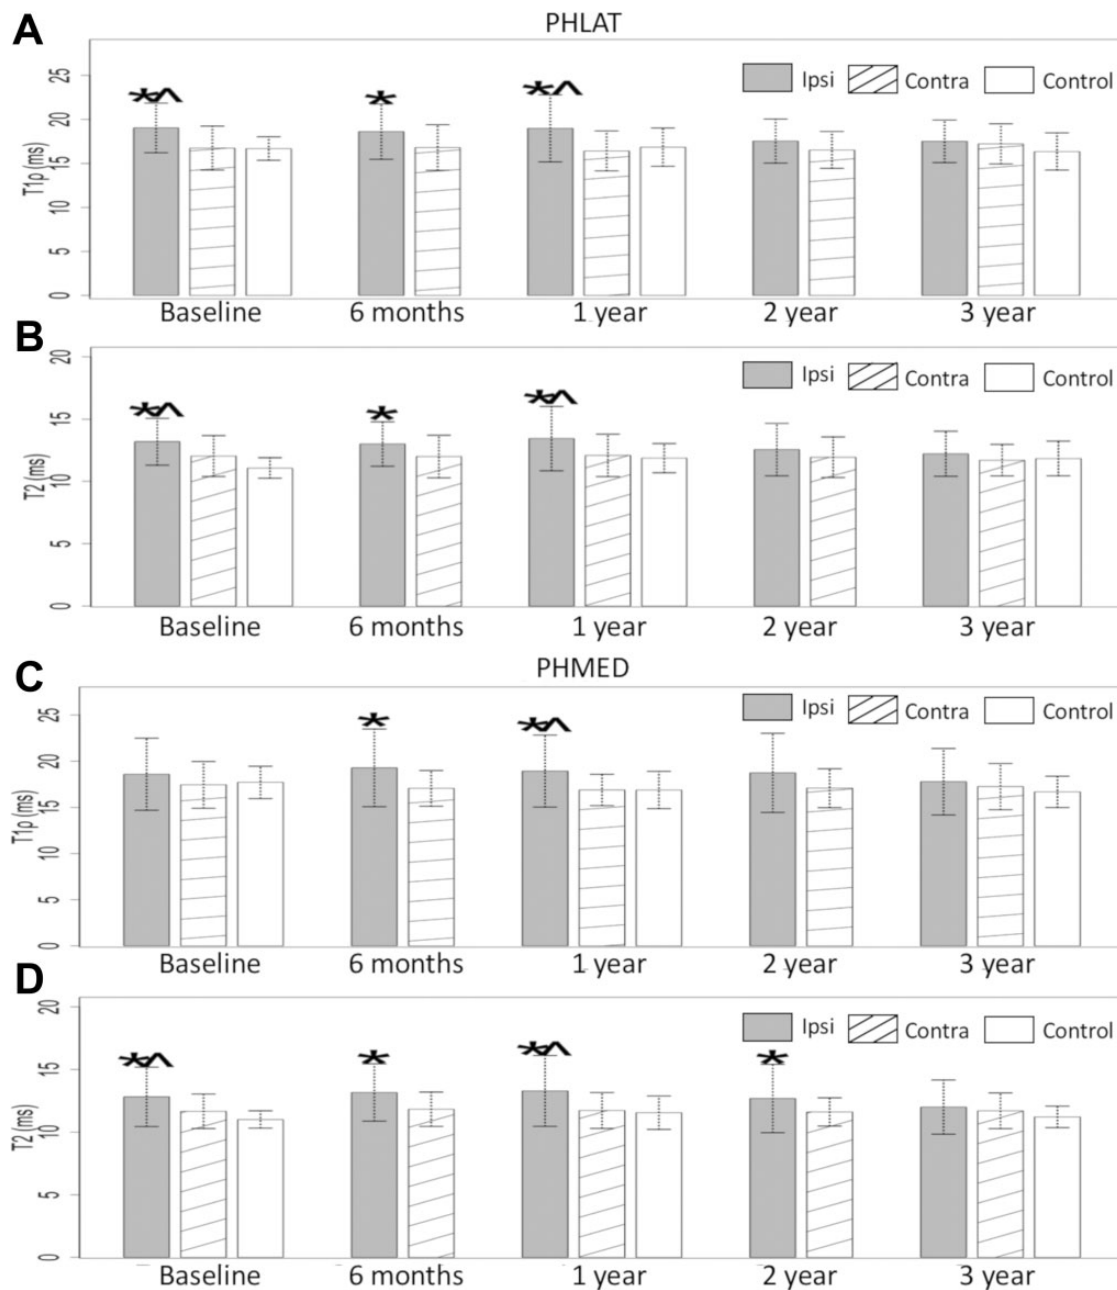 A
PHLAT
T1ρ (ms)
25
20
15
10
5
0
*^ * *^
Ipsi Contra Control
Baseline 6 months 1 year 2 year 3 year
B
T2 (ms)
20
15
10
5
0
*^ * *^
Ipsi Contra Control
Baseline 6 months 1 year 2 year 3 year
C
PHMED
T1ρ (ms)
25
20
15
10
5
0
* *^
Ipsi Contra Control
Baseline 6 months 1 year 2 year 3 year
D
T2 (ms)
20
15
10
5
0
*^ * *^ *
Ipsi Contra Control
Baseline 6 months 1 year 2 year 3 year